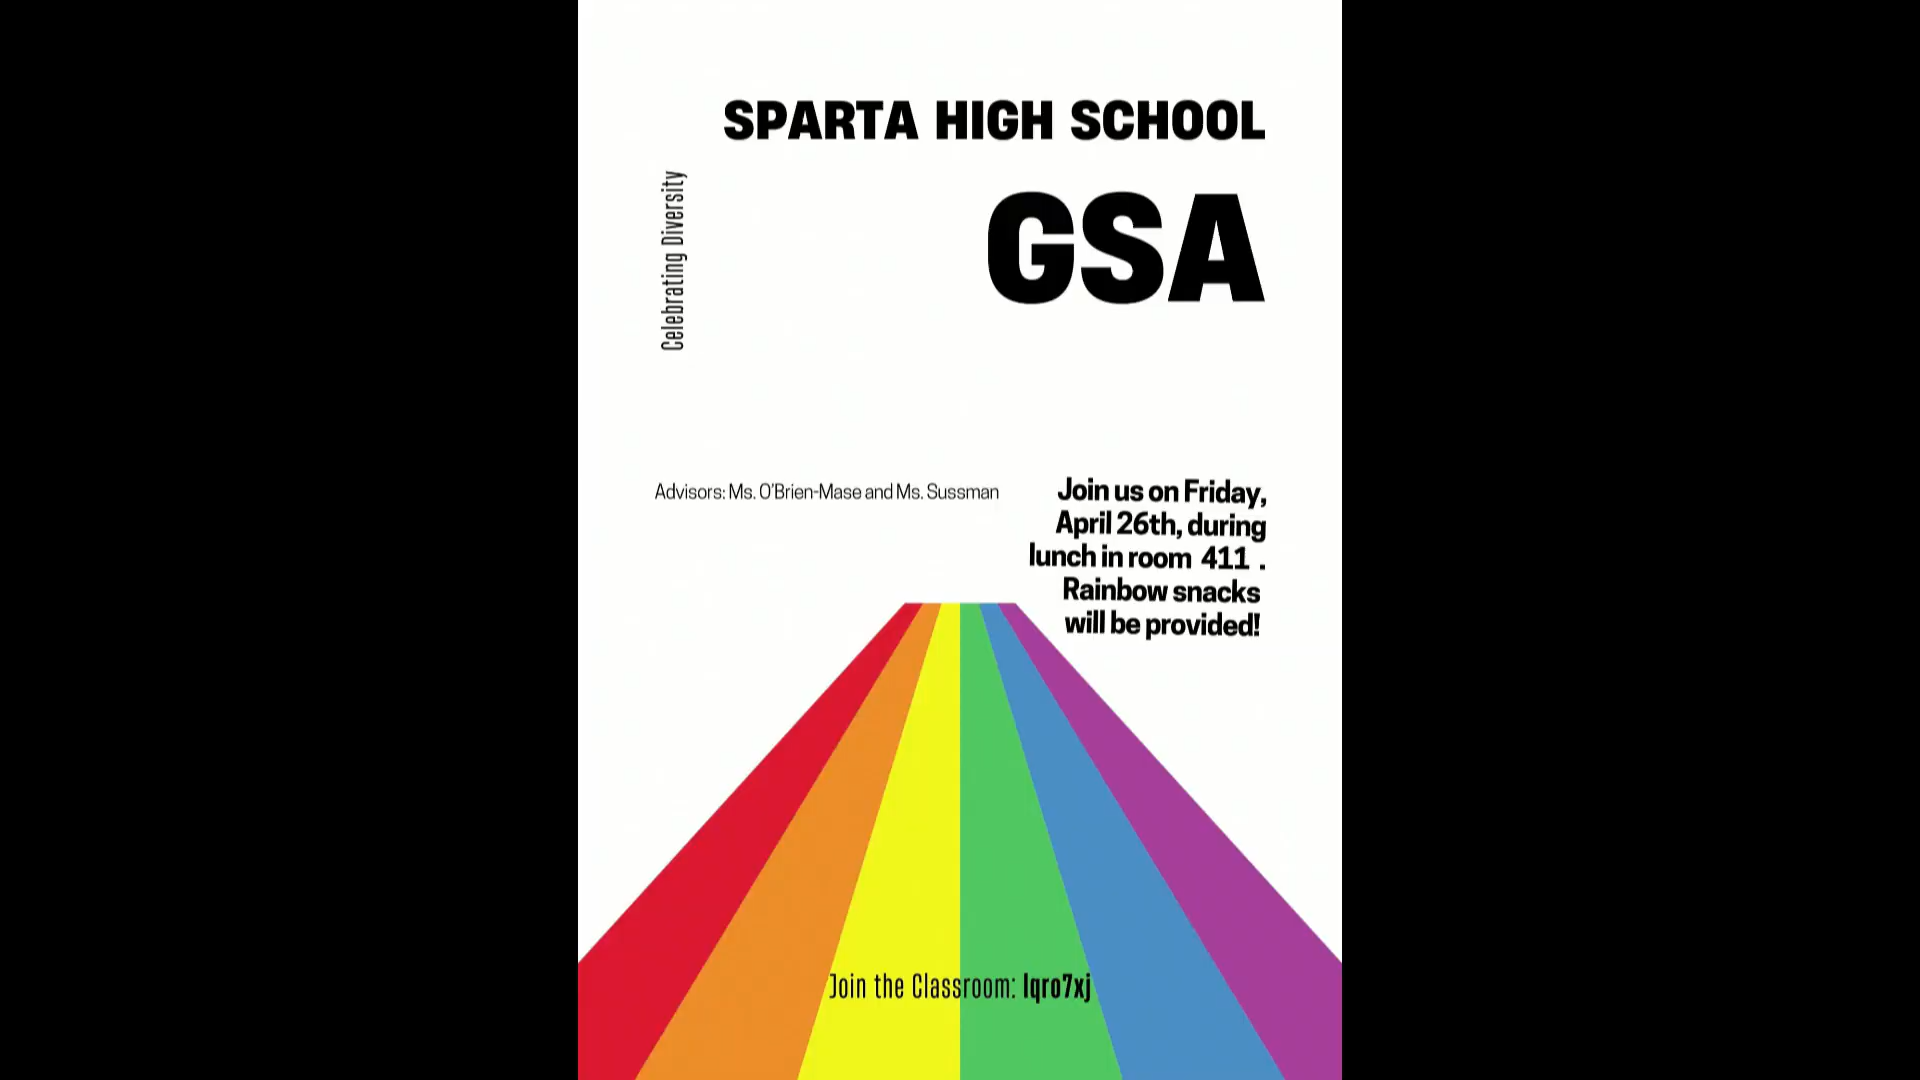 SPARTA HIGH SCHOOL
GSA
Celebrating Diversity
Advisors: Ms. O'Brien-Mase and Ms. Sussman
Join us on Friday,
April 26th, during
lunch in room 411 .
Rainbow snacks
will be provided!
Join the Classroom: lqro7xj